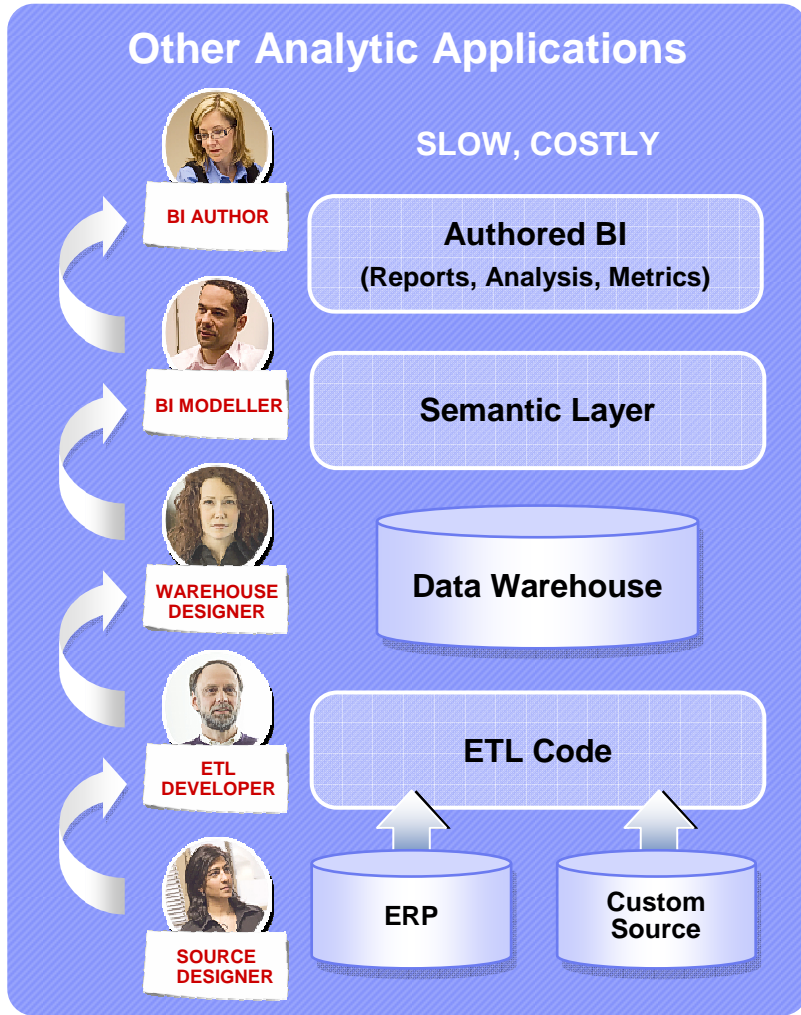 Other Analytic Applications
SLOW, COSTLY
BI AUTHOR
Authored BI
(Reports, Analysis, Metrics)
BI MODELLER
Semantic Layer
WAREHOUSE
DESIGNER
Data Warehouse
ETL
DEVELOPER
ETL Code
SOURCE
DESIGNER
ERP
Custom
Source